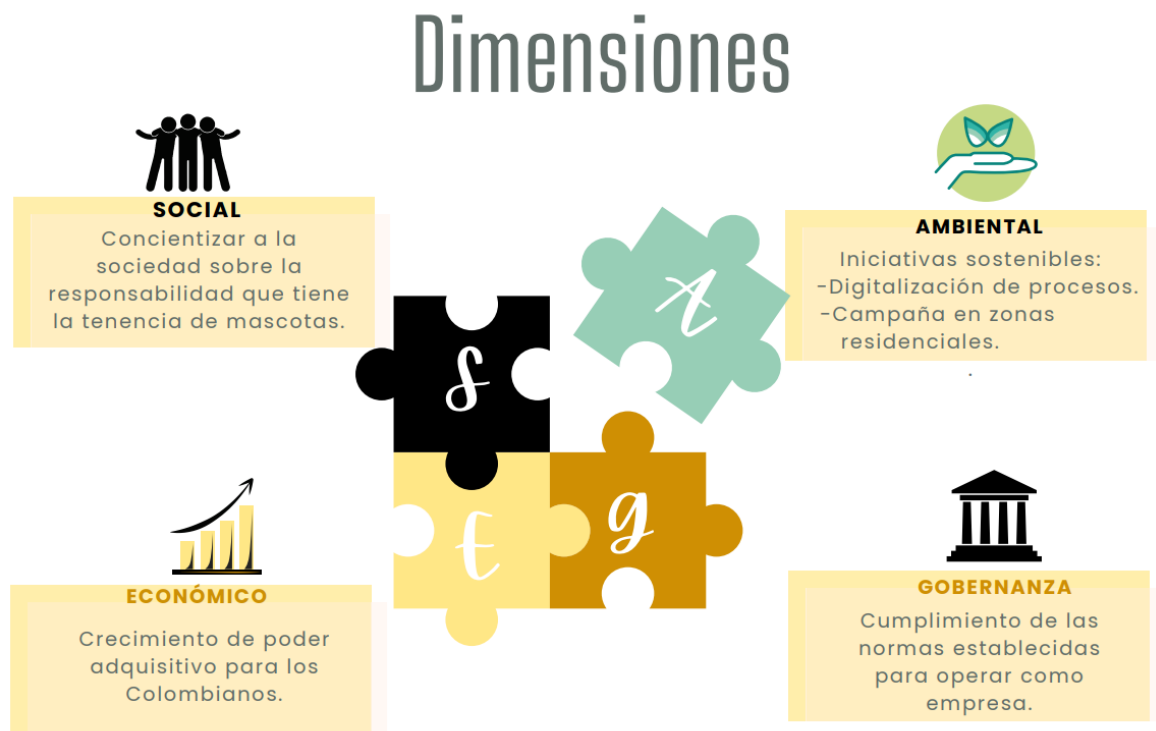 Dimensiones
SOCIAL
Concientizar a la
sociedad sobre la
responsabilidad que tiene
la tenencia de mascotas.
AMBIENTAL
Iniciativas sostenibles:
-Digitalización de procesos.
-Campaña en zonas
residenciales.
.
S
A
E
g
ECONÓMICO
Crecimiento de poder
adquisitivo para los
Colombianos.
GOBERNANZA
Cumplimiento de las
normas establecidas
para operar como
empresa.